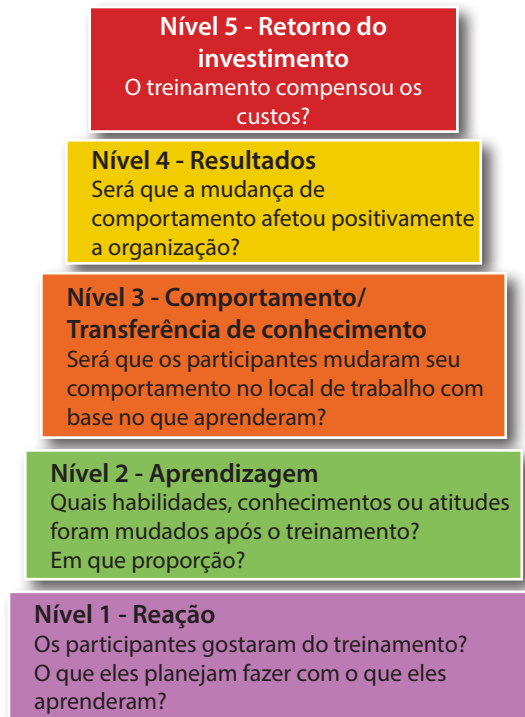 Nível 5 - Retorno do
investimento
O treinamento compensou os
custos?
Nível 4 - Resultados
Será que a mudança de
comportamento afetou positivamente
a organização?
Nível 3 - Comportamento/
Transferência de conhecimento
Será que os participantes mudaram seu
comportamento no local de trabalho com
base no que aprenderam?
Nível 2 - Aprendizagem
Quais habilidades, conhecimentos ou atitudes
foram mudados após o treinamento?
Em que proporção?
Nível 1 - Reação
Os participantes gostaram do treinamento?
O que eles planejam fazer com o que eles
aprenderam?